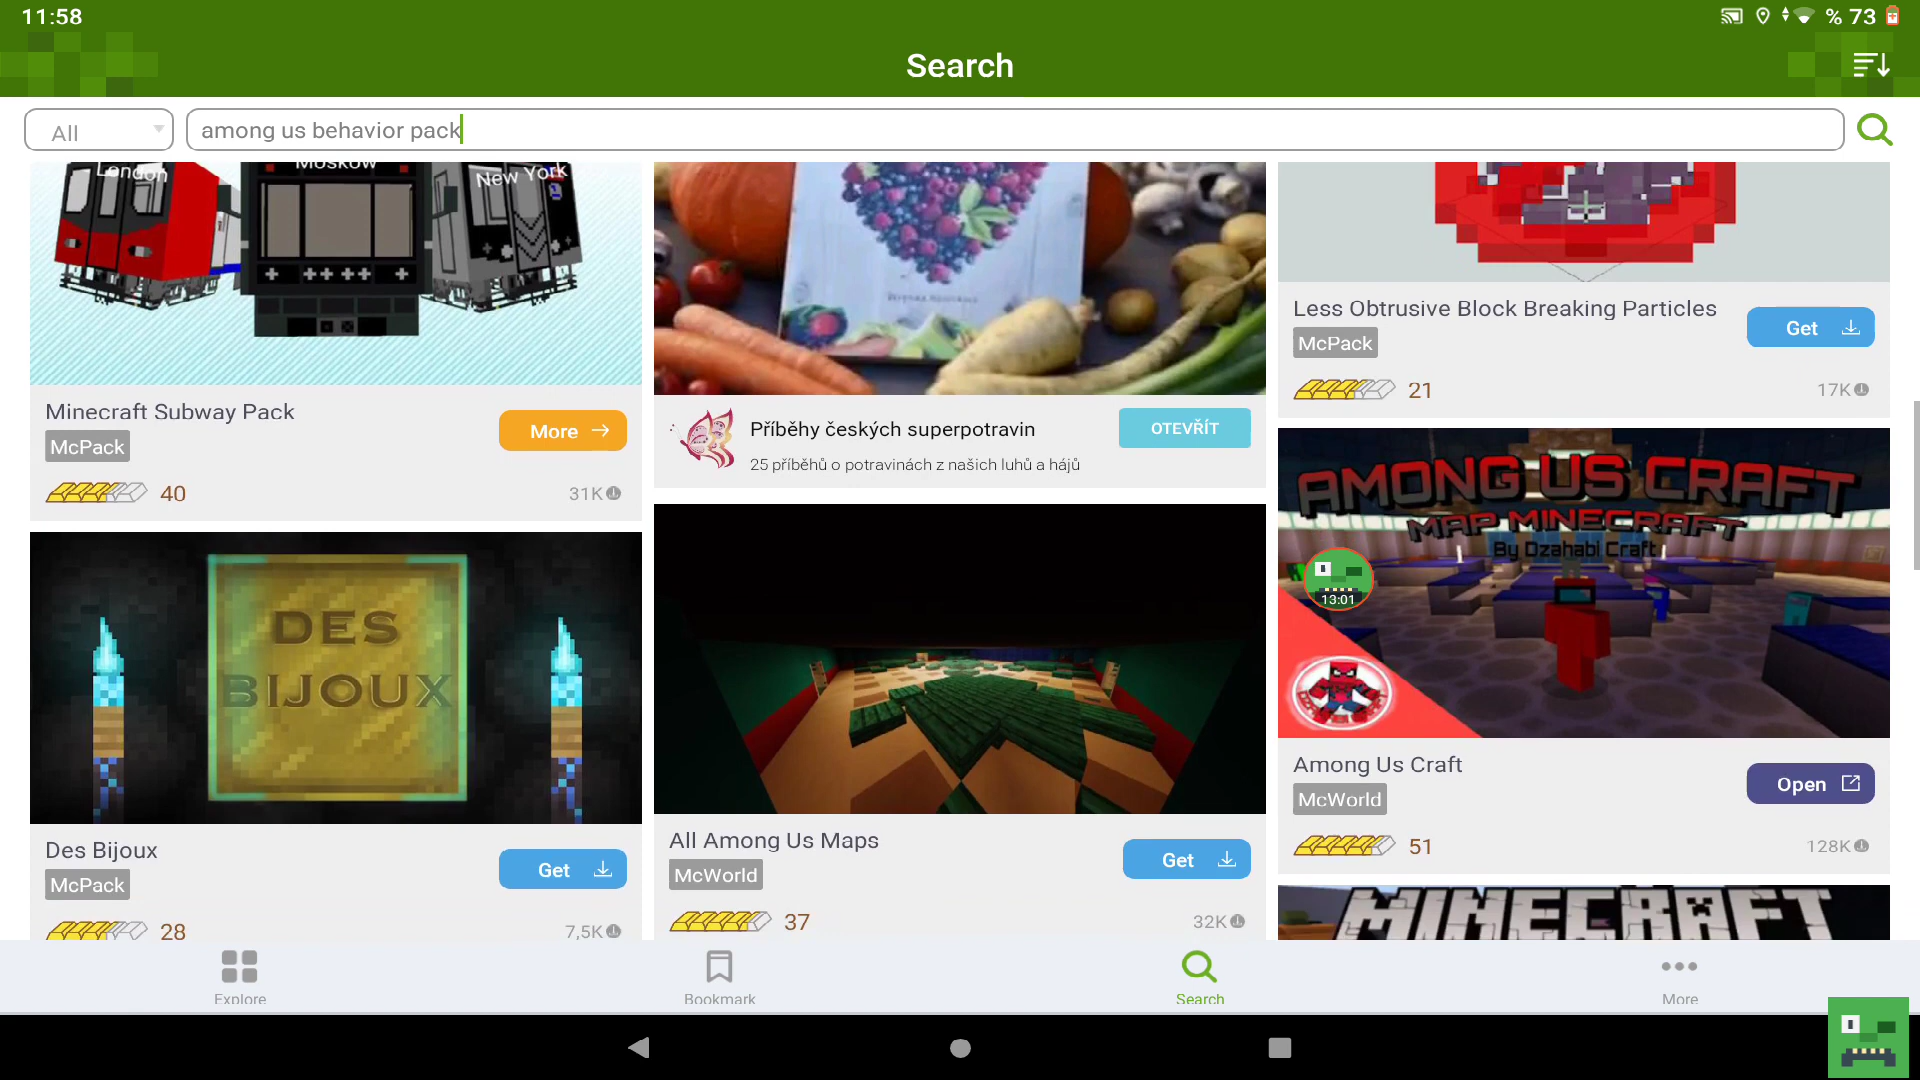 11:58
% 73
Search
All
among us behavior pack
London
Moskow
New York
Minecraft Subway Pack
More
McPack
40
31K
Příběhy českých superpotravin
OTEVŘÍT
25 příběhů o potravinách z našich luhů a hájů
Less Obtrusive Block Breaking Particles
Get
McPack
21
17K
DES
BIJOUX
Des Bijoux
Get
McPack
28
7,5K
All Among Us Maps
Get
McWorld
37
32K
AMONG US CRAFT
MAP MINECRAFT
By Dzahabi Craft
13:01
Among Us Craft
Open
McWorld
51
128K
MINECRAFT
Explore
Bookmark
Search
More